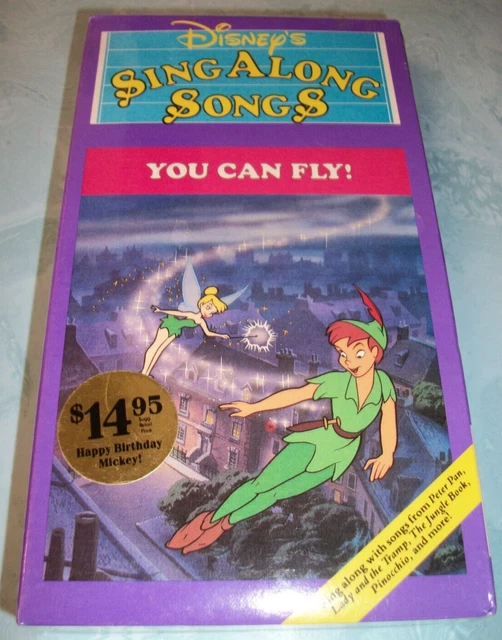 DISNEY'S
SING ALONG
SONGS
YOU CAN FLY!
$14.95
Happy Birthday
Mickey!
Sing along with songs from Peter Pan,
Lady and the Tramp, The Jungle Book,
Pinocchio, and more!